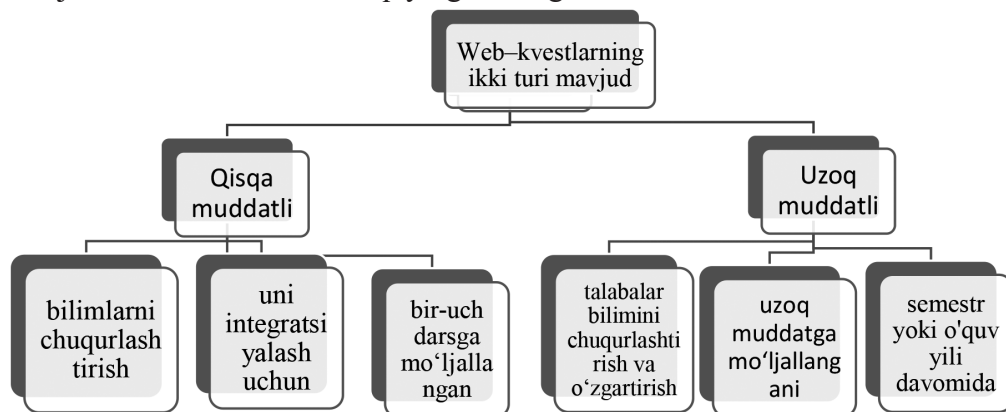 Web–kvestlarning
ikki turi mavjud
Qisqa
muddatli
Uzoq
muddatli
bilimlarni
chuqurlash
tirish
uni
integratsi
yalash
uchun
bir-uch
darsga
mo‘ljalla
ngan
talabalar
bilimini
chuqurlashti
rish va
o‘zgartirish
uzoq
muddatga
mo‘ljallang
ani
semestr
yoki o'quv
yili
davomida